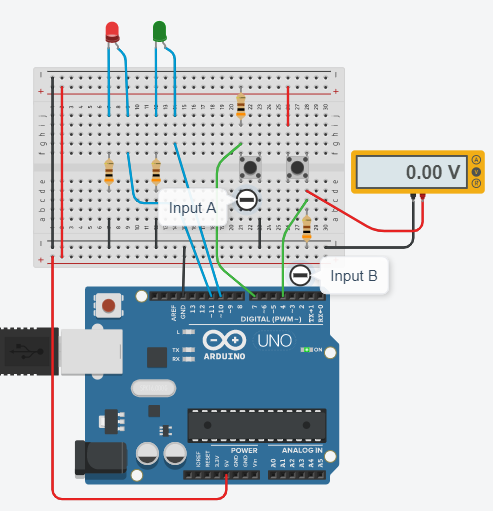 0.00 V
A
V
R
Input A
Input B
AREF
GND
13
12
~11
~10
~9
8
7
~6
~5
4
~3
2
TX→1
RX←0
DIGITAL (PWM~)
L
TX
RX
ARDUINO
UNO
ON
POWER
ANALOG IN
IOREF
RESET
3.3V
5V
GND
GND
Vin
A0
A1
A2
A3
A4
A5